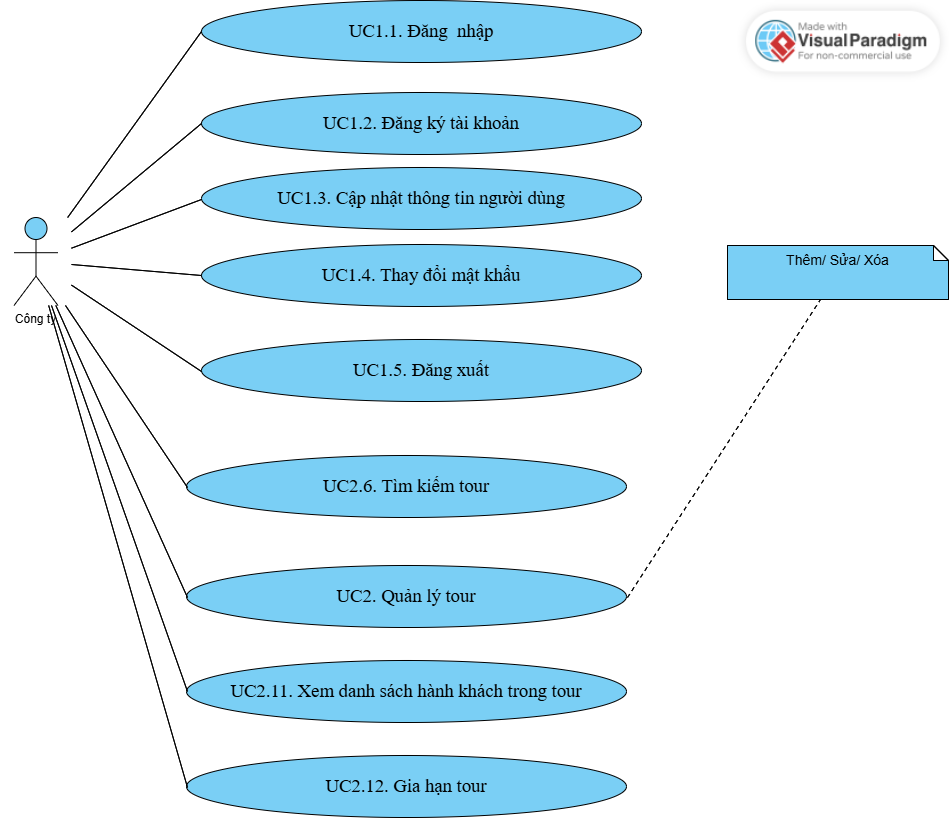 UC1.1. Đăng  nhập
Made with
VisualParadigm
For non-commercial use
UC1.2. Đăng ký tài khoản
UC1.3. Cập nhật thông tin người dùng
UC1.4. Thay đổi mật khẩu
Thêm/ Sửa/ Xóa
Công ty
UC1.5. Đăng xuất
UC2.6. Tìm kiếm tour
UC2. Quản lý tour
UC2.11. Xem danh sách hành khách trong tour
UC2.12. Gia hạn tour